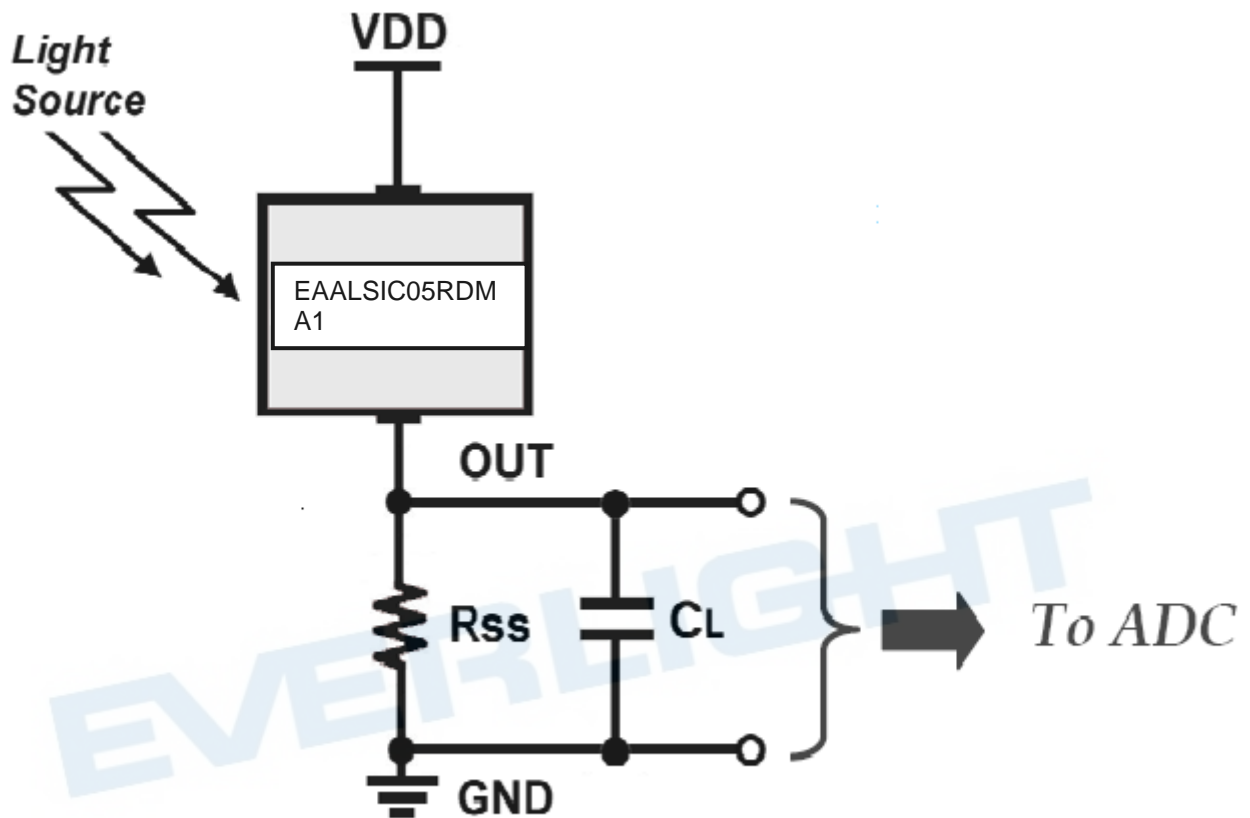 VDD
Light
Source
EAALSIC05RDM
A1
OUT
Rss
CL
To ADC
GND
EVERLIGHT